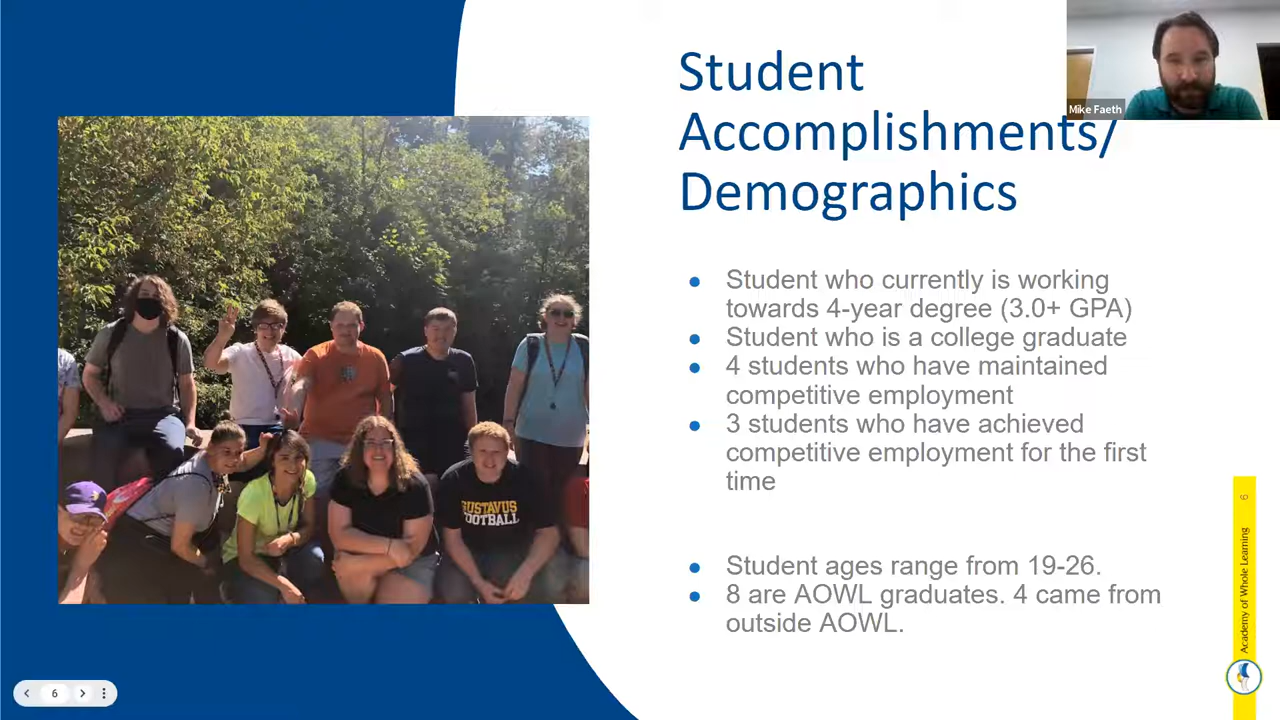 Student
Accomplishments/
Demographics
Mike Faeth
● Student who currently is working
towards 4-year degree (3.0+ GPA)
● Student who is a college graduate
● 4 students who have maintained
competitive employment
● 3 students who have achieved
competitive employment for the first
time
● Student ages range from 19-26.
● 8 are AOWL graduates. 4 came from
outside AOWL.
GUSTAVUS
FOOTBALL
6
Academy of Whole Learning
6